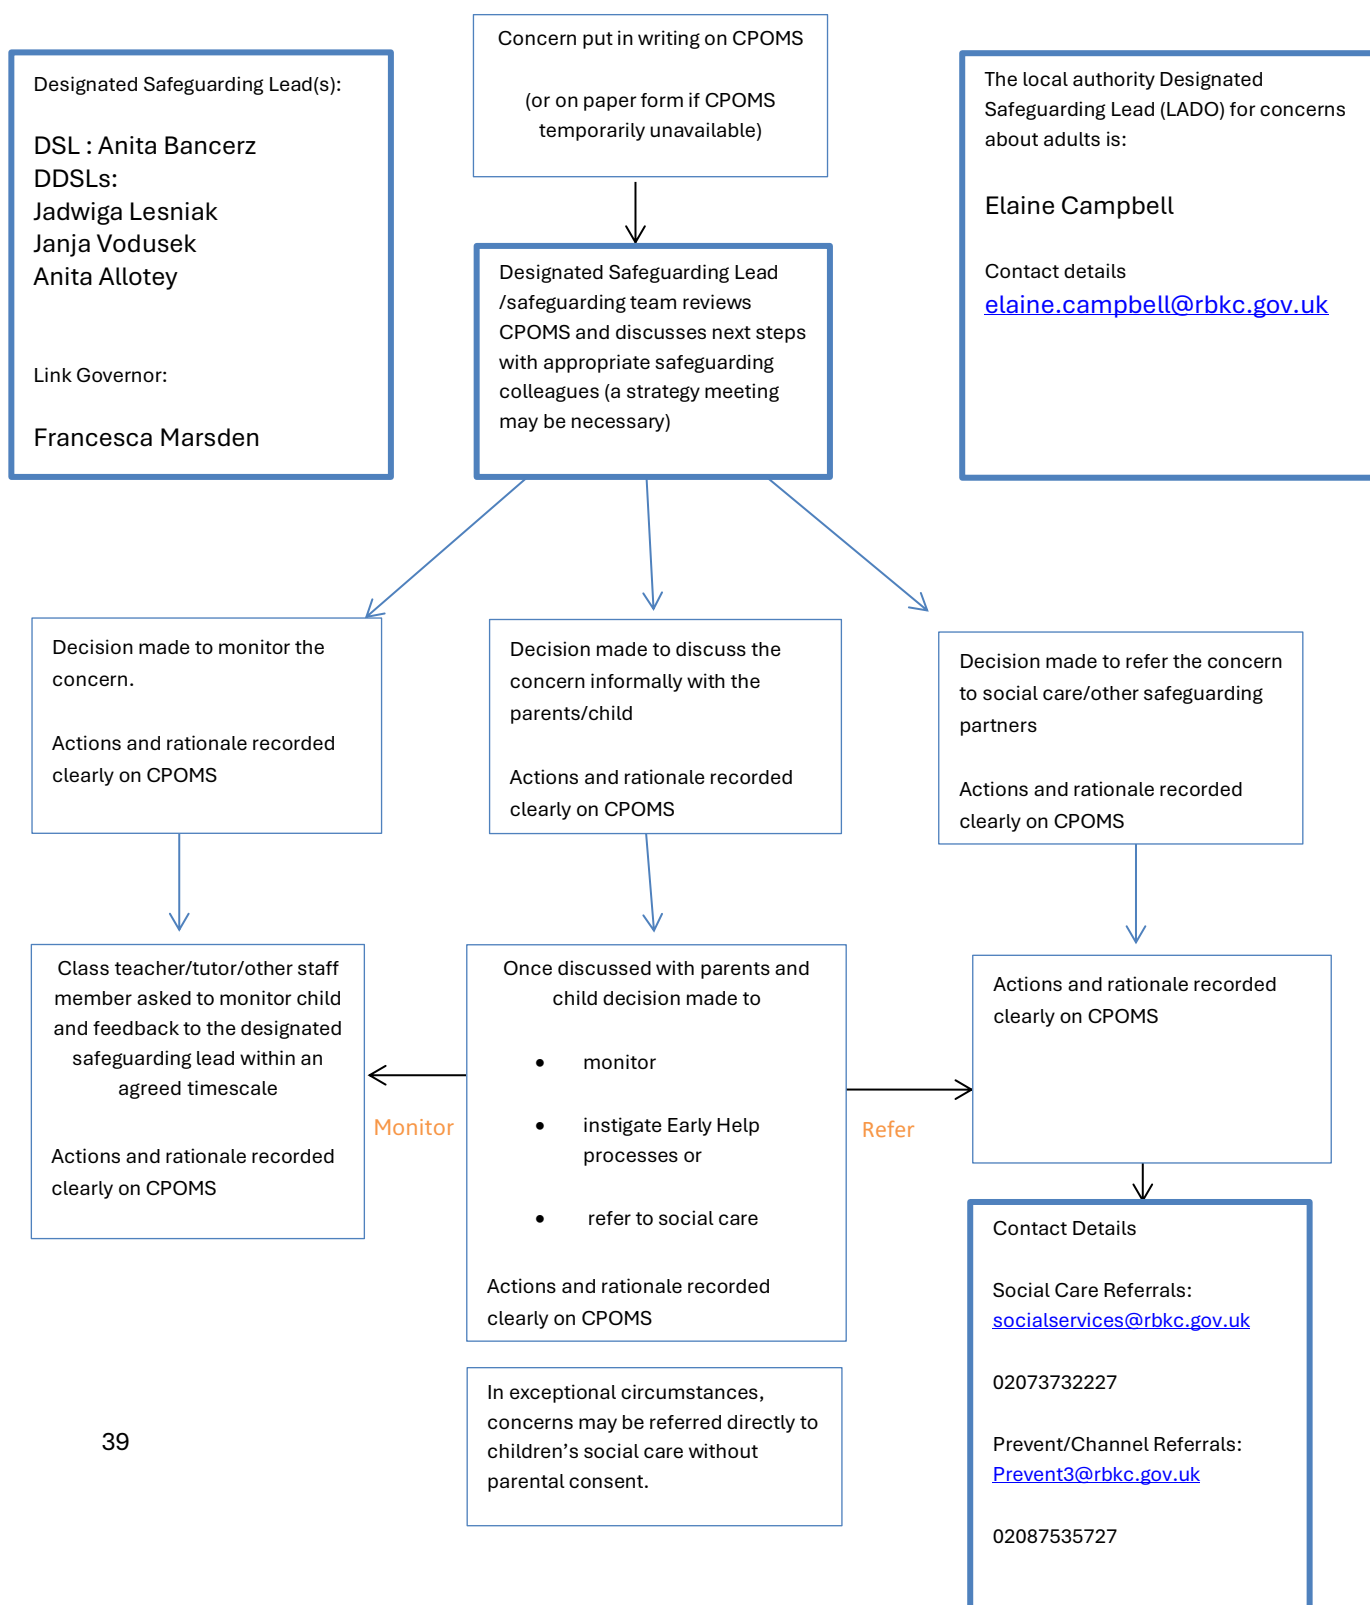 Concern put in writing on CPOMS
(or on paper form if CPOMS
temporarily unavailable)
Designated Safeguarding Lead(s):
DSL : Anita Bancerz
DDSLs:
Jadwiga Lesniak
Janja Vodusek
Anita Allotey
Link Governor:
Francesca Marsden
The local authority Designated
Safeguarding Lead (LADO) for concerns
about adults is:
Elaine Campbell
Contact details
elaine.campbell@rbkc.gov.uk
Designated Safeguarding Lead
/safeguarding team reviews
CPOMS and discusses next steps
with appropriate safeguarding
colleagues (a strategy meeting
may be necessary)
Decision made to monitor the
concern.
Actions and rationale recorded
clearly on CPOMS
Decision made to discuss the
concern informally with the
parents/child
Actions and rationale recorded
clearly on CPOMS
Decision made to refer the concern
to social care/other safeguarding
partners
Actions and rationale recorded
clearly on CPOMS
Class teacher/tutor/other staff
member asked to monitor child
and feedback to the designated
safeguarding lead within an
agreed timescale
Actions and rationale recorded
clearly on CPOMS
Monitor
Once discussed with parents and
child decision made to
• monitor
• instigate Early Help
processes or
• refer to social care
Actions and rationale recorded
clearly on CPOMS
Refer
Actions and rationale recorded
clearly on CPOMS
In exceptional circumstances,
concerns may be referred directly to
children’s social care without
parental consent.
Contact Details
Social Care Referrals:
socialservices@rbkc.gov.uk
02073732227
Prevent/Channel Referrals:
Prevent3@rbkc.gov.uk
02087535727
39